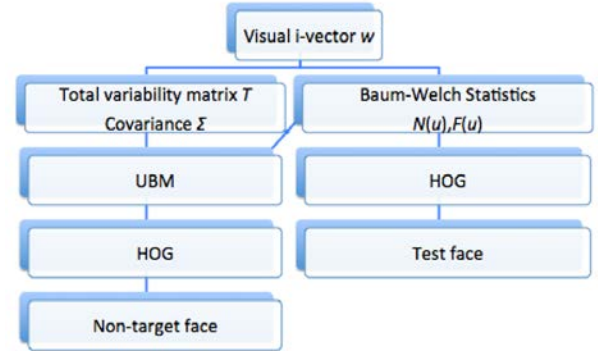 Visual i-vector w
Total variability matrix T
Covariance Σ
Baum-Welch Statistics
N(u),F(u)
UBM
HOG
HOG
Test face
Non-target face